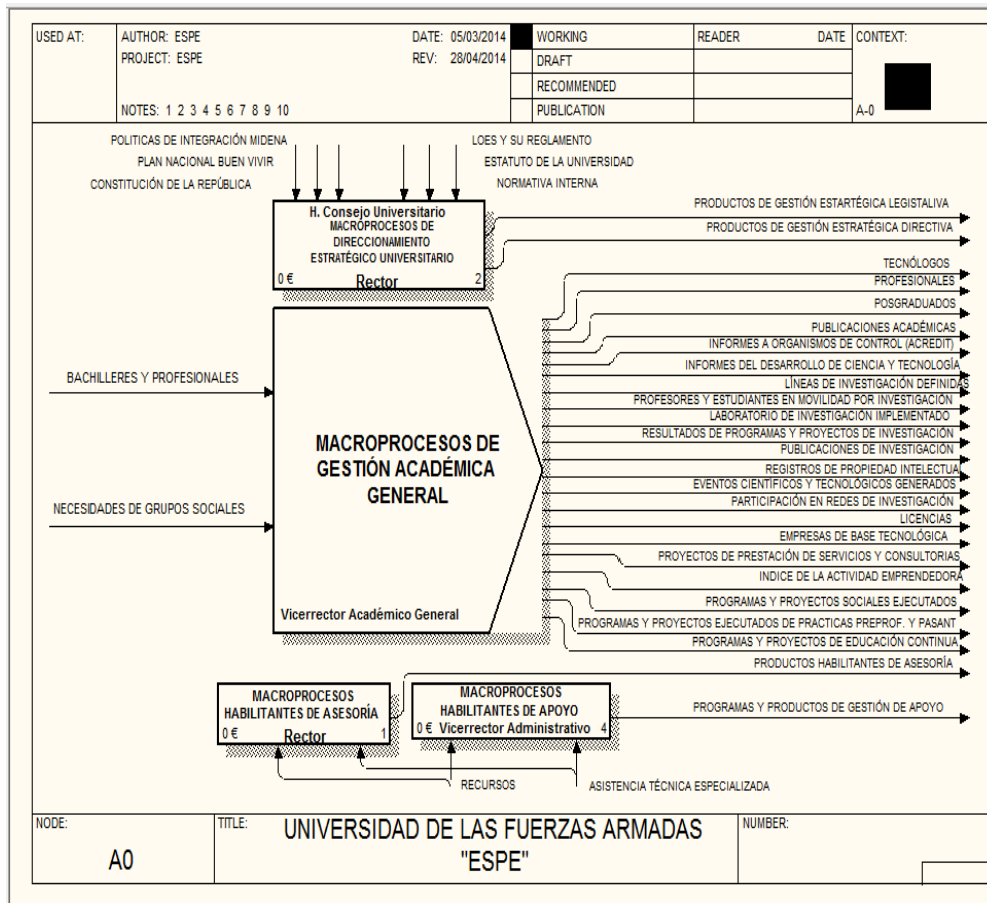 USED AT:
AUTHOR: ESPE
DATE: 05/03/2014
WORKING
READER
DATE
CONTEXT:
PROJECT: ESPE
REV: 28/04/2014
DRAFT
RECOMMENDED
NOTES: 1 2 3 4 5 6 7 8 9 10
PUBLICATION
A-0
POLITICAS DE INTEGRACIÓN MIDENA
LOES Y SU REGLAMENTO
PLAN NACIONAL BUEN VIVIR
ESTATUTO DE LA UNIVERSIDAD
CONSTITUCIÓN DE LA REPÚBLICA
NORMATIVA INTERNA
H. Consejo Universitario
MACROPROCESOS DE
DIRECCIONAMIENTO
ESTRATÉGICO UNIVERSITARIO
0 €
Rector
2
PRODUCTOS DE GESTIÓN ESTARTÉGICA LEGISTALIVA
PRODUCTOS DE GESTIÓN ESTRATÉGICA DIRECTIVA
TECNÓLOGOS
PROFESIONALES
POSGRADUADOS
PUBLICACIONES ACADÉMICAS
INFORMES A ORGANISMOS DE CONTROL (ACREDIT)
INFORMES DEL DESARROLLO DE CIENCIA Y TECNOLOGÍA
LÍNEAS DE INVESTIGACIÓN DEFINIDAS
PROFESORES Y ESTUDIANTES EN MOVILIDAD POR INVESTIGACIÓN
LABORATORIO DE INVESTIGACIÓN IMPLEMENTADO
RESULTADOS DE PROGRAMAS Y PROYECTOS DE INVESTIGACIÓN
PUBLICACIONES DE INVESTIGACIÓN
REGISTROS DE PROPIEDAD INTELECTUAL
EVENTOS CIENTÍFICOS Y TECNOLÓGICOS GENERADOS
PARTICIPACIÓN EN REDES DE INVESTIGACIÓN
LICENCIAS
EMPRESAS DE BASE TECNOLÓGICA
PROYECTOS DE PRESTACIÓN DE SERVICIOS Y CONSULTORIAS
INDICE DE LA ACTIVIDAD EMPRENDEDORA
PROGRAMAS Y PROYECTOS SOCIALES EJECUTADOS
PROGRAMAS Y PROYECTOS EJECUTADOS DE PRACTICAS PREPROF. Y PASANT
PROGRAMAS Y PROYECTOS DE EDUCACIÓN CONTINUA
PRODUCTOS HABILITANTES DE ASESORÍA
PROGRAMAS Y PRODUCTOS DE GESTIÓN DE APOYO
BACHILLERES Y PROFESIONALES
NECESIDADES DE GRUPOS SOCIALES
MACROPROCESOS DE
GESTIÓN ACADÉMICA
GENERAL
Vicerrector Académico General
MACROPROCESOS
HABILITANTES DE ASESORÍA
0 €
Rector
1
MACROPROCESOS
HABILITANTES DE APOYO
0 € Vicerrector Administrativo 4
RECURSOS
ASISTENCIA TÉCNICA ESPECIALIZADA
NODE:
A0
TITLE:
UNIVERSIDAD DE LAS FUERZAS ARMADAS
"ESPE"
NUMBER: